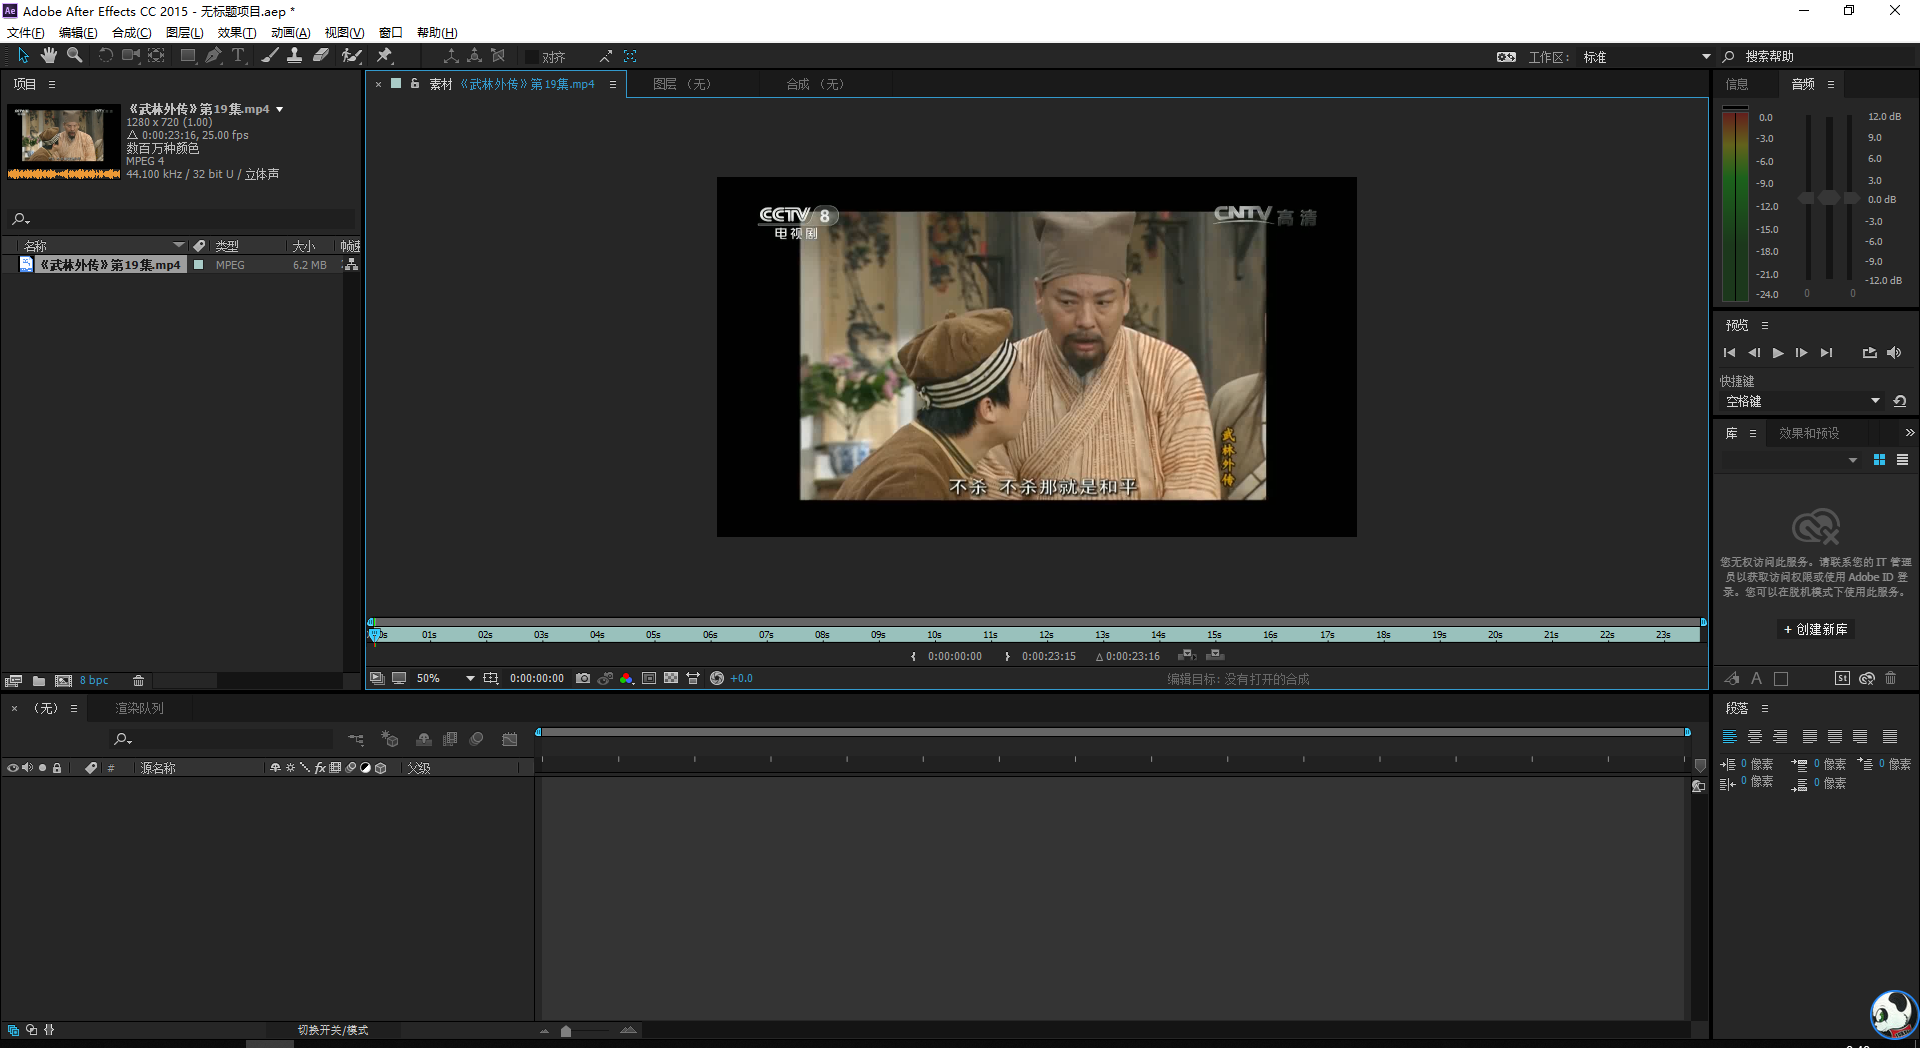 Adobe After Effects CC 2015 - 无标题项目.aep *
文件(F) 编辑(E) 合成(C) 图层(L) 效果(T) 动画(A) 视图(V) 窗口 帮助(H)
对齐 工作区: 标准 搜索帮助
项目
《武林外传》第19集.mp4
1280 x 720 (1.00)
Δ 0:00:23:16, 25.00 fps
数百万种颜色
MPEG 4
44.100 kHz / 32 bit U / 立体声
名称 类型 大小 帧速
《武林外传》第19集.mp4 MPEG 6.2 MB
8 bpc
素材 《武林外传》第19集.mp4 图层 (无) 合成 (无)
CCTV 8
电视剧
CNTV 高清
武林外传
不杀 不杀那就是和平
0s 01s 02s 03s 04s 05s 06s 07s 08s 09s 10s 11s 12s 13s 14s 15s 16s 17s 18s 19s 20s 21s 22s 23s
{ 0:00:00:00 } 0:00:23:15 Δ 0:00:23:16
50% 0:00:00:00 +0.0 编辑目标: 没有打开的合成
信息 音频
0.0 12.0 dB
-3.0 9.0
-6.0 6.0
-9.0 3.0
-12.0 0.0 dB
-15.0 -3.0
-18.0 -6.0
-21.0 -9.0
-24.0 -12.0 dB
0 0
预览
快捷键
空格键
库 效果和预设
您无权访问此服务。请联系您的 IT 管理
员以获取访问权限或使用 Adobe ID 登
录。您可以在脱机模式下使用此服务。
+ 创建新库
St
(无) 渲染队列
# 源名称 fx 父级
切换开关/模式
段落
0 像素 0 像素 0 像素
0 像素 0 像素